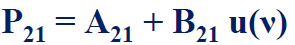 P₂₁ = A₂₁ + B₂₁ u(ν)